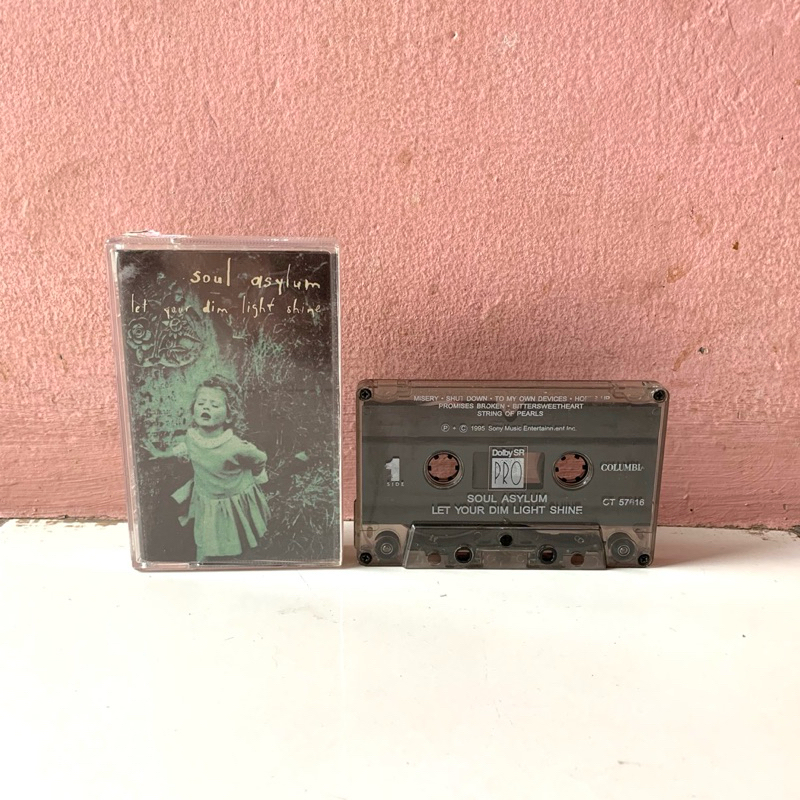 soul asylum
let your dim light shine
MISERY • SHUT DOWN • TO MY OWN DEVICES •
PROMISES BROKEN • BITTERSWEETHEART
STRING OF PEARLS
℗ • © 1995 Sony Music Entertainment Inc.
1
SIDE
Dolby SR
PRO
COLUMBI
SOUL ASYLUM
LET YOUR DIM LIGHT SHINE
CT 57616